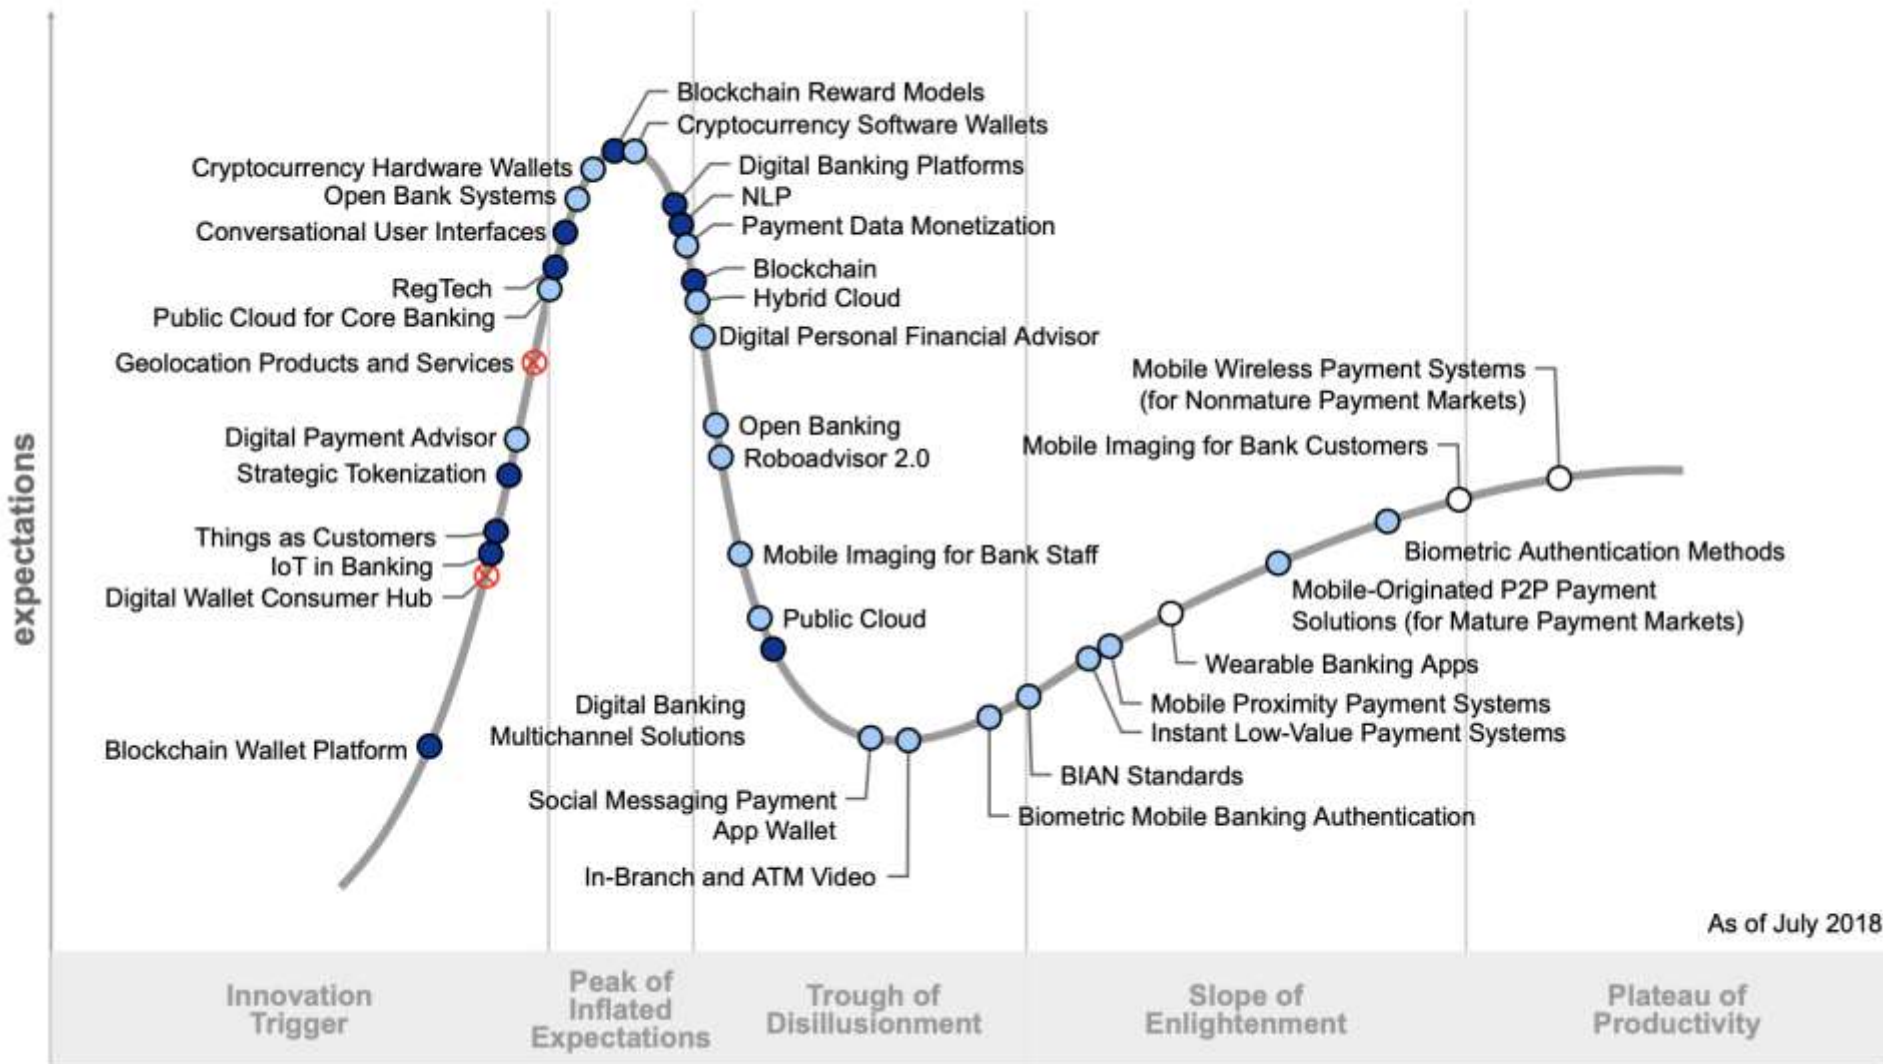 expectations
Blockchain Reward Models
Cryptocurrency Software Wallets
Cryptocurrency Hardware Wallets
Digital Banking Platforms
Open Bank Systems
NLP
Conversational User Interfaces
Payment Data Monetization
Blockchain
RegTech
Hybrid Cloud
Public Cloud for Core Banking
Digital Personal Financial Advisor
Geolocation Products and Services
Mobile Wireless Payment Systems
(for Nonmature Payment Markets)
Digital Payment Advisor
Open Banking
Mobile Imaging for Bank Customers
Strategic Tokenization
Roboadvisor 2.0
Things as Customers
IoT in Banking
Mobile Imaging for Bank Staff
Biometric Authentication Methods
Digital Wallet Consumer Hub
Mobile-Originated P2P Payment
Solutions (for Mature Payment Markets)
Public Cloud
Wearable Banking Apps
Digital Banking
Multichannel Solutions
Mobile Proximity Payment Systems
Instant Low-Value Payment Systems
Blockchain Wallet Platform
BIAN Standards
Social Messaging Payment
App Wallet
Biometric Mobile Banking Authentication
In-Branch and ATM Video
As of July 2018
Innovation
Trigger
Peak of
Inflated
Expectations
Trough of
Disillusionment
Slope of
Enlightenment
Plateau of
Productivity